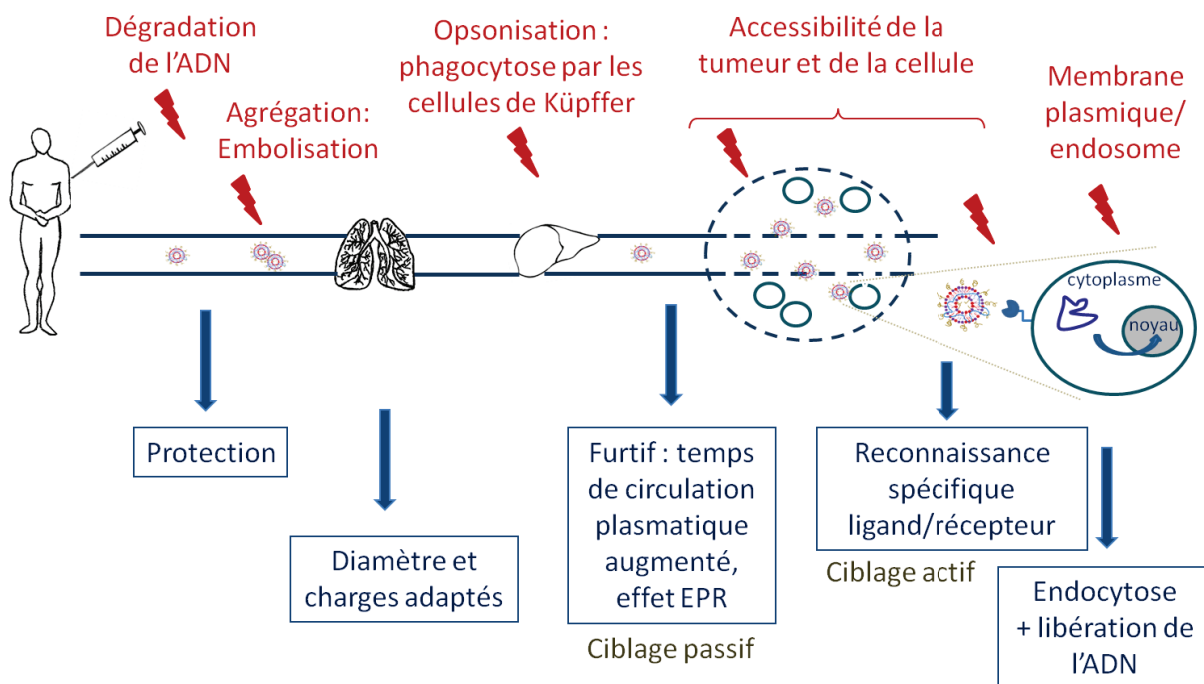 Dégradation
de l'ADN
Agrégation:
Embolisation
Opsonisation :
phagocytose par les
cellules de Küpffer
Accessibilité de la
tumeur et de la cellule
Membrane
plasmique/
endosome
cytoplasme
noyau
Protection
Diamètre et
charges adaptés
Furtif : temps
de circulation
plasmatique
augmenté,
effet EPR
Ciblage passif
Reconnaissance
spécifique
ligand/récepteur
Ciblage actif
Endocytose
+ libération de
l'ADN